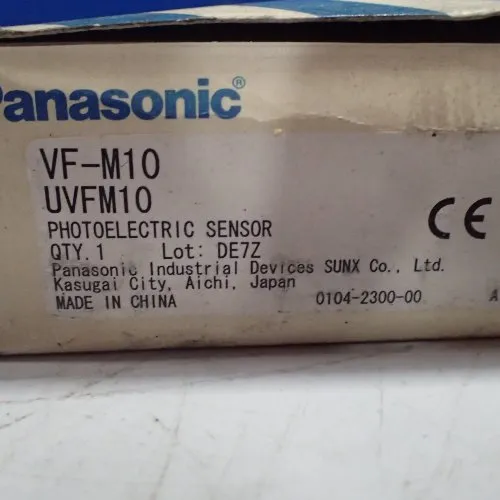 Panasonic®
VF-M10
UVFM10
PHOTOELECTRIC SENSOR
QTY. 1 Lot: DE7Z
Panasonic Industrial Devices SUNX Co., Ltd.
Kasugai City, Aichi, Japan
MADE IN CHINA 0104-2300-00 A
CE